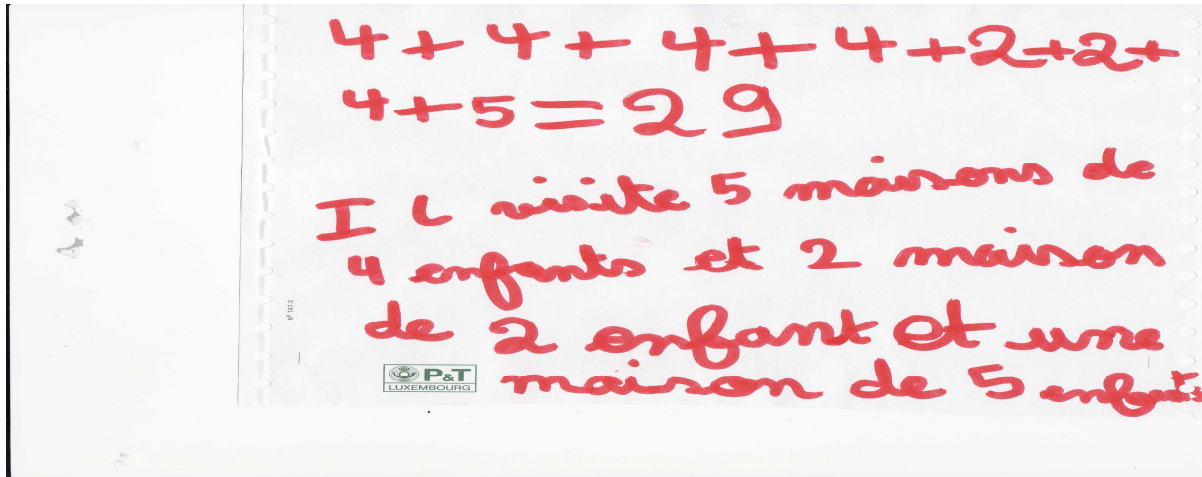 4+4+4+4+2+2+
4+5=29
Il visite 5 maisons de
4 enfants et 2 maison
de 2 enfant et une
maison de 5 enfants
P&T
LUXEMBOURG